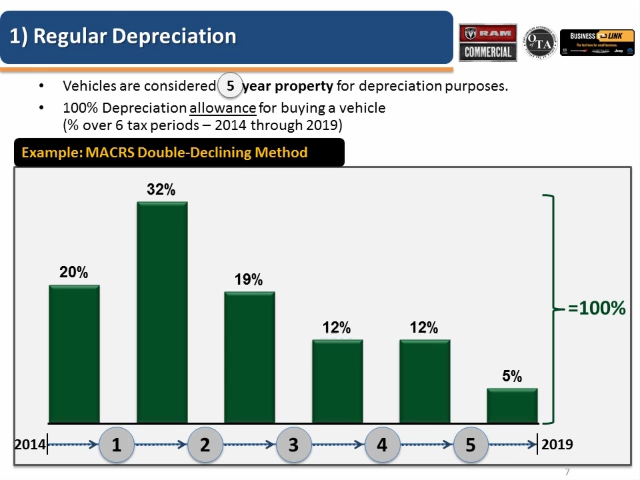 1) Regular Depreciation
RAM
COMMERCIAL
OTA
BUSINESS LINK
• Vehicles are considered 5 year property for depreciation purposes.
• 100% Depreciation allowance for buying a vehicle
(% over 6 tax periods – 2014 through 2019)
Example: MACRS Double-Declining Method
32%
20%
19%
12%
12%
5%
=100%
2014 1 2 3 4 5 2019
7